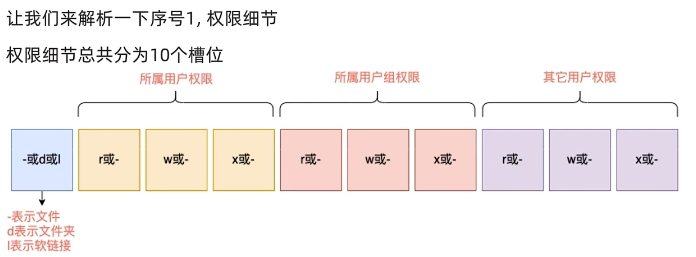 让我们来解析一下序号1, 权限细节
权限细节总共分为10个槽位
所属用户权限 所属用户组权限 其它用户权限
-或d或l r或- w或- x或- r或- w或- x或- r或- w或- x或-
-表示文件
d表示文件夹
l表示软链接